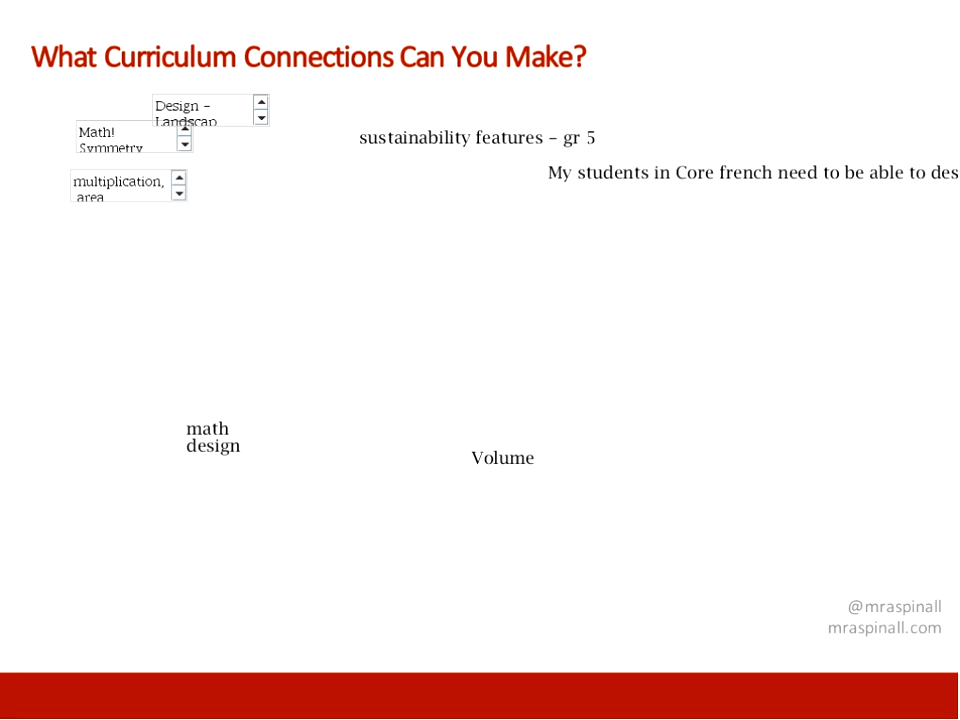 What Curriculum Connections Can You Make?
Design –
Landscap
Math!
Symmetry
sustainability features – gr 5
My students in Core french need to be able to des
multiplication,
area
math
design
Volume
@mraspinall
mraspinall.com